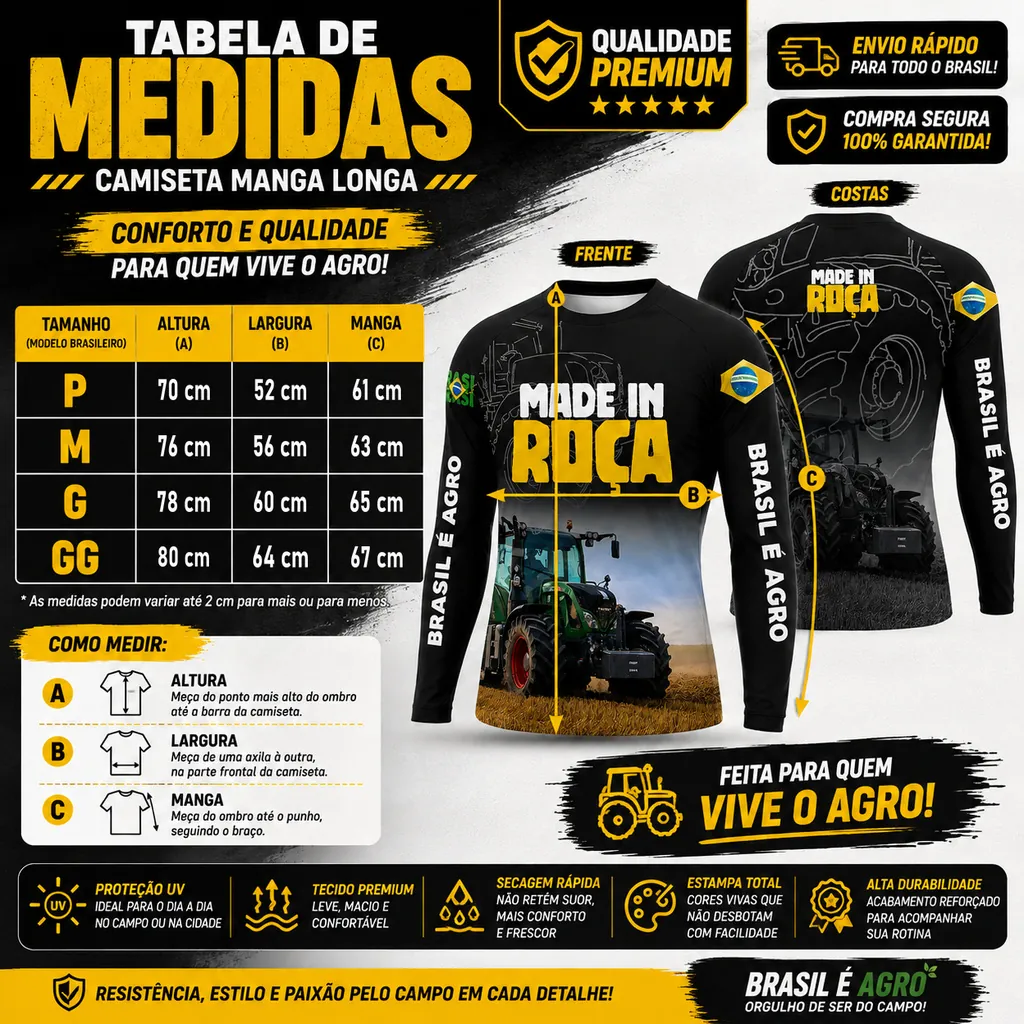 TABELA DE
MEDIDAS
CAMISETA MANGA LONGA
CONFORTO E QUALIDADE
PARA QUEM VIVE O AGRO!
QUALIDADE
PREMIUM
ENVIO RÁPIDO
PARA TODO O BRASIL!
COMPRA SEGURA
100% GARANTIDA!
TAMANHO ALTURA LARGURA MANGA
(MODELO BRASILEIRO) (A) (B) (C)
P 70 cm 52 cm 61 cm
M 76 cm 56 cm 63 cm
G 78 cm 60 cm 65 cm
GG 80 cm 64 cm 67 cm
* As medidas podem variar até 2 cm para mais ou para menos.
COMO MEDIR:
A
ALTURA
Meça do ponto mais alto do ombro
até a barra da camiseta.
B
LARGURA
Meça de uma axila à outra,
na parte frontal da camiseta.
C
MANGA
Meça do ombro até o punho,
seguindo o braço.
FRENTE
A
MADE IN
ROÇA
B
BRASIL É AGRO
BRASIL É AGRO
COSTAS
MADE IN
ROÇA
C
BRASIL É AGRO
FEITA PARA QUEM
VIVE O AGRO!
UV
PROTEÇÃO UV
IDEAL PARA O DIA A DIA
NO CAMPO OU NA CIDADE
TECIDO PREMIUM
LEVE, MACIO E
CONFORTÁVEL
SECAGEM RÁPIDA
NÃO RETÉM SUOR,
MAIS CONFORTO
E FRESCOR
ESTAMPA TOTAL
CORES VIVAS QUE
NÃO DESBOTAM
COM FACILIDADE
ALTA DURABILIDADE
ACABAMENTO REFORÇADO
PARA ACOMPANHAR
SUA ROTINA
RESISTÊNCIA, ESTILO E PAIXÃO PELO CAMPO EM CADA DETALHE!
BRASIL É AGRO
ORGULHO DE SER DO CAMPO!